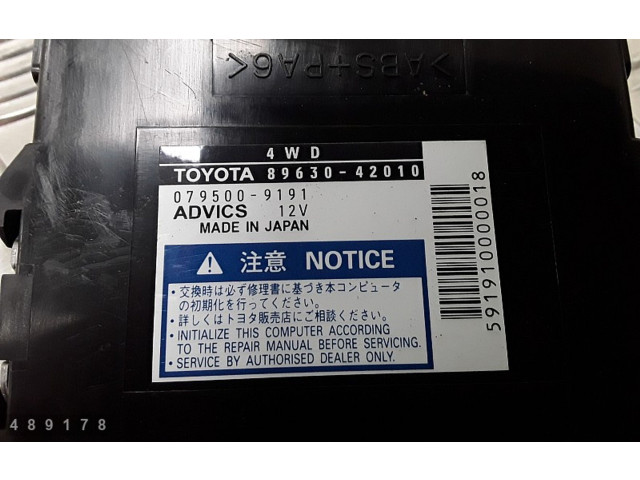 >ABS+PA6<
4WD
TOYOTA 89630-42010
079500-9191
ADVICS 12V
MADE IN JAPAN
注意 NOTICE
・交換時は必ず修理書に基づき本コンピュータ
の初期化を行ってください。
・詳しくはトヨタ販売店にご相談ください。
・INITIALIZE THIS COMPUTER ACCORDING
TO THE REPAIR MANUAL BEFORE SERVICING.
・SERVICE BY AUTHORISED DEALER ONLY.
591910000018
489178